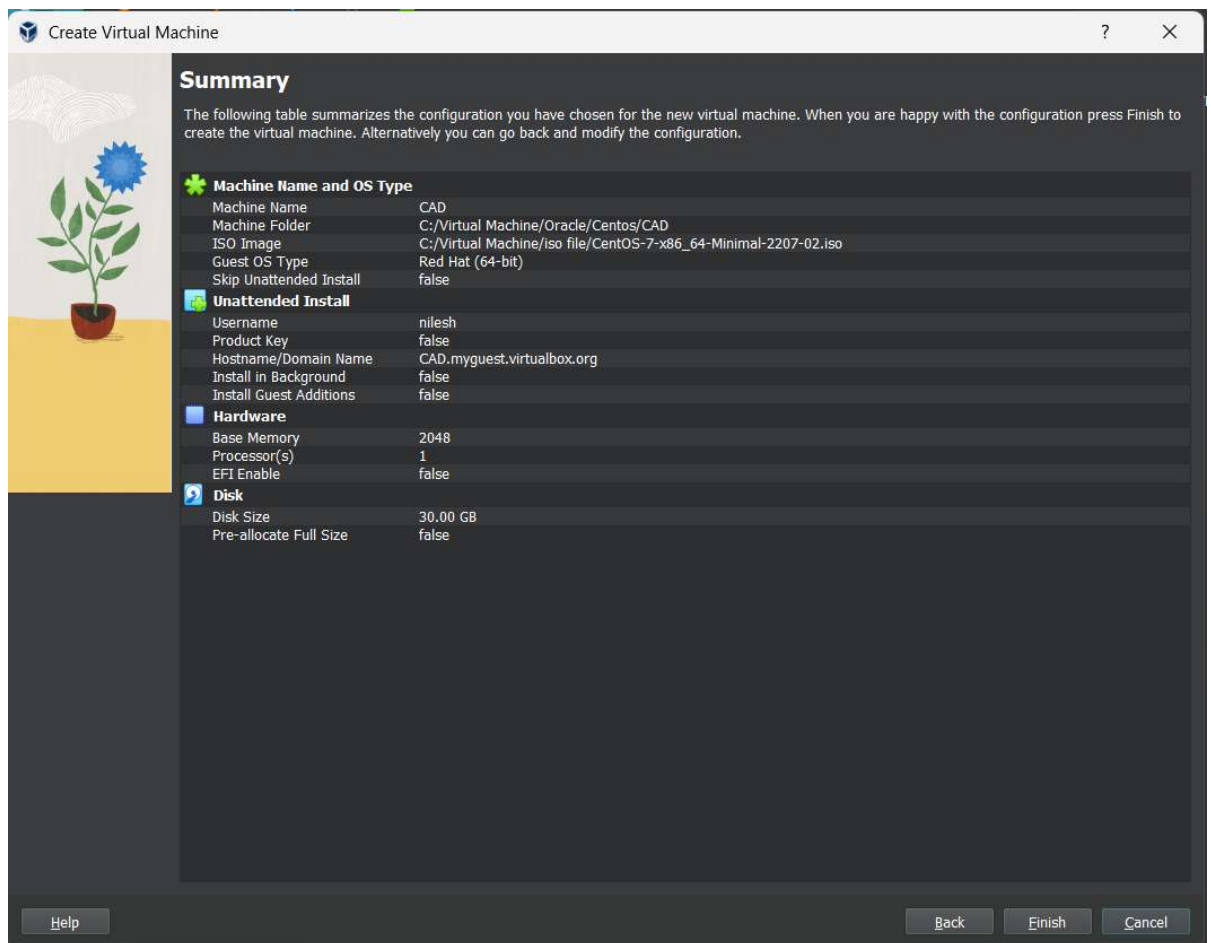 Create Virtual Machine
?
Summary
The following table summarizes the configuration you have chosen for the new virtual machine. When you are happy with the configuration press Finish to
create the virtual machine. Alternatively you can go back and modify the configuration.
Machine Name and OS Type
Machine Name CAD
Machine Folder C:/Virtual Machine/Oracle/Centos/CAD
ISO Image C:/Virtual Machine/iso file/CentOS-7-x86_64-Minimal-2207-02.iso
Guest OS Type Red Hat (64-bit)
Skip Unattended Install false
Unattended Install
Username nilesh
Product Key false
Hostname/Domain Name CAD.myguest.virtualbox.org
Install in Background false
Install Guest Additions false
Hardware
Base Memory 2048
Processor(s) 1
EFI Enable false
Disk
Disk Size 30.00 GB
Pre-allocate Full Size false
Help Back Finish Cancel